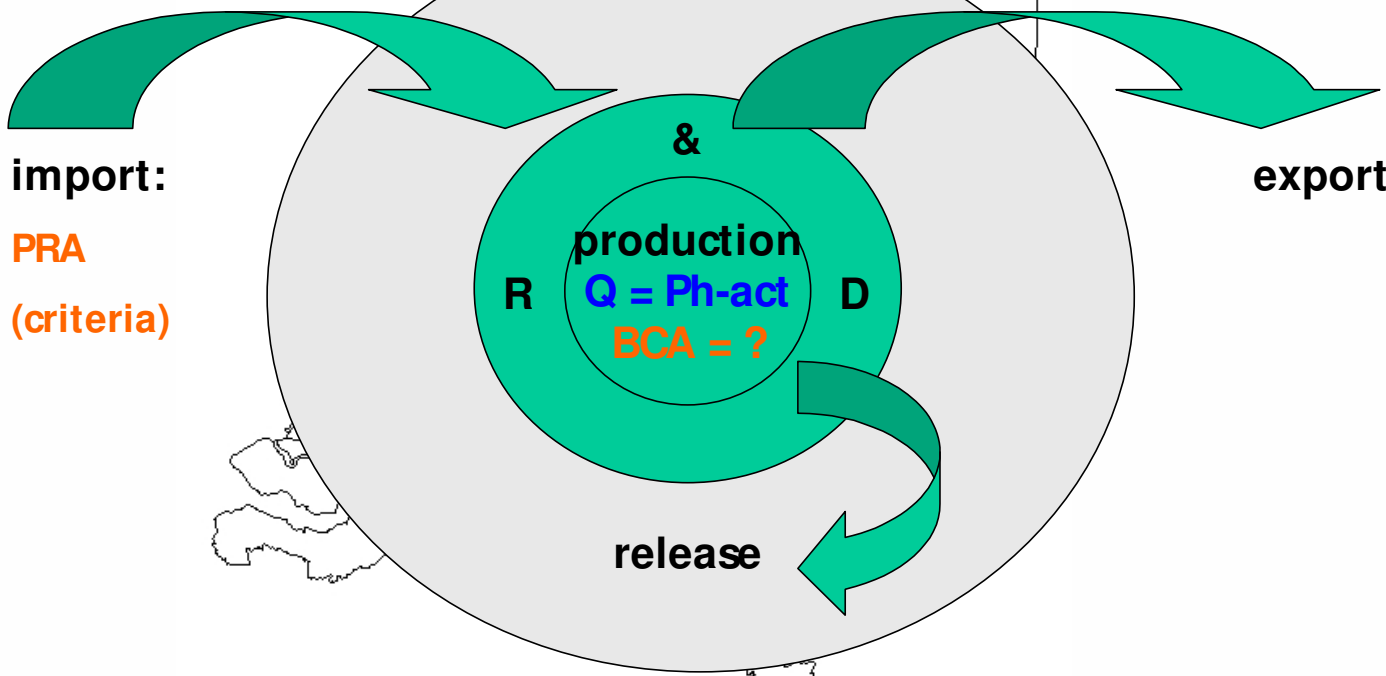 import:
PRA
(criteria)
export
&
production
R
Q = Ph-act
D
BCA = ?
release